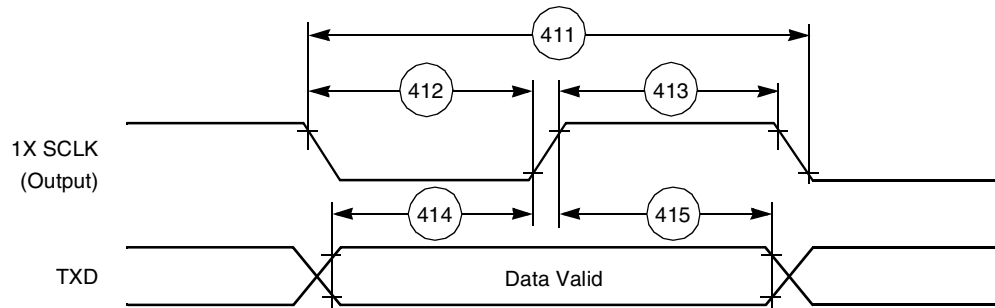 411
412
413
1X SCLK
(Output)
414
415
TXD
Data Valid